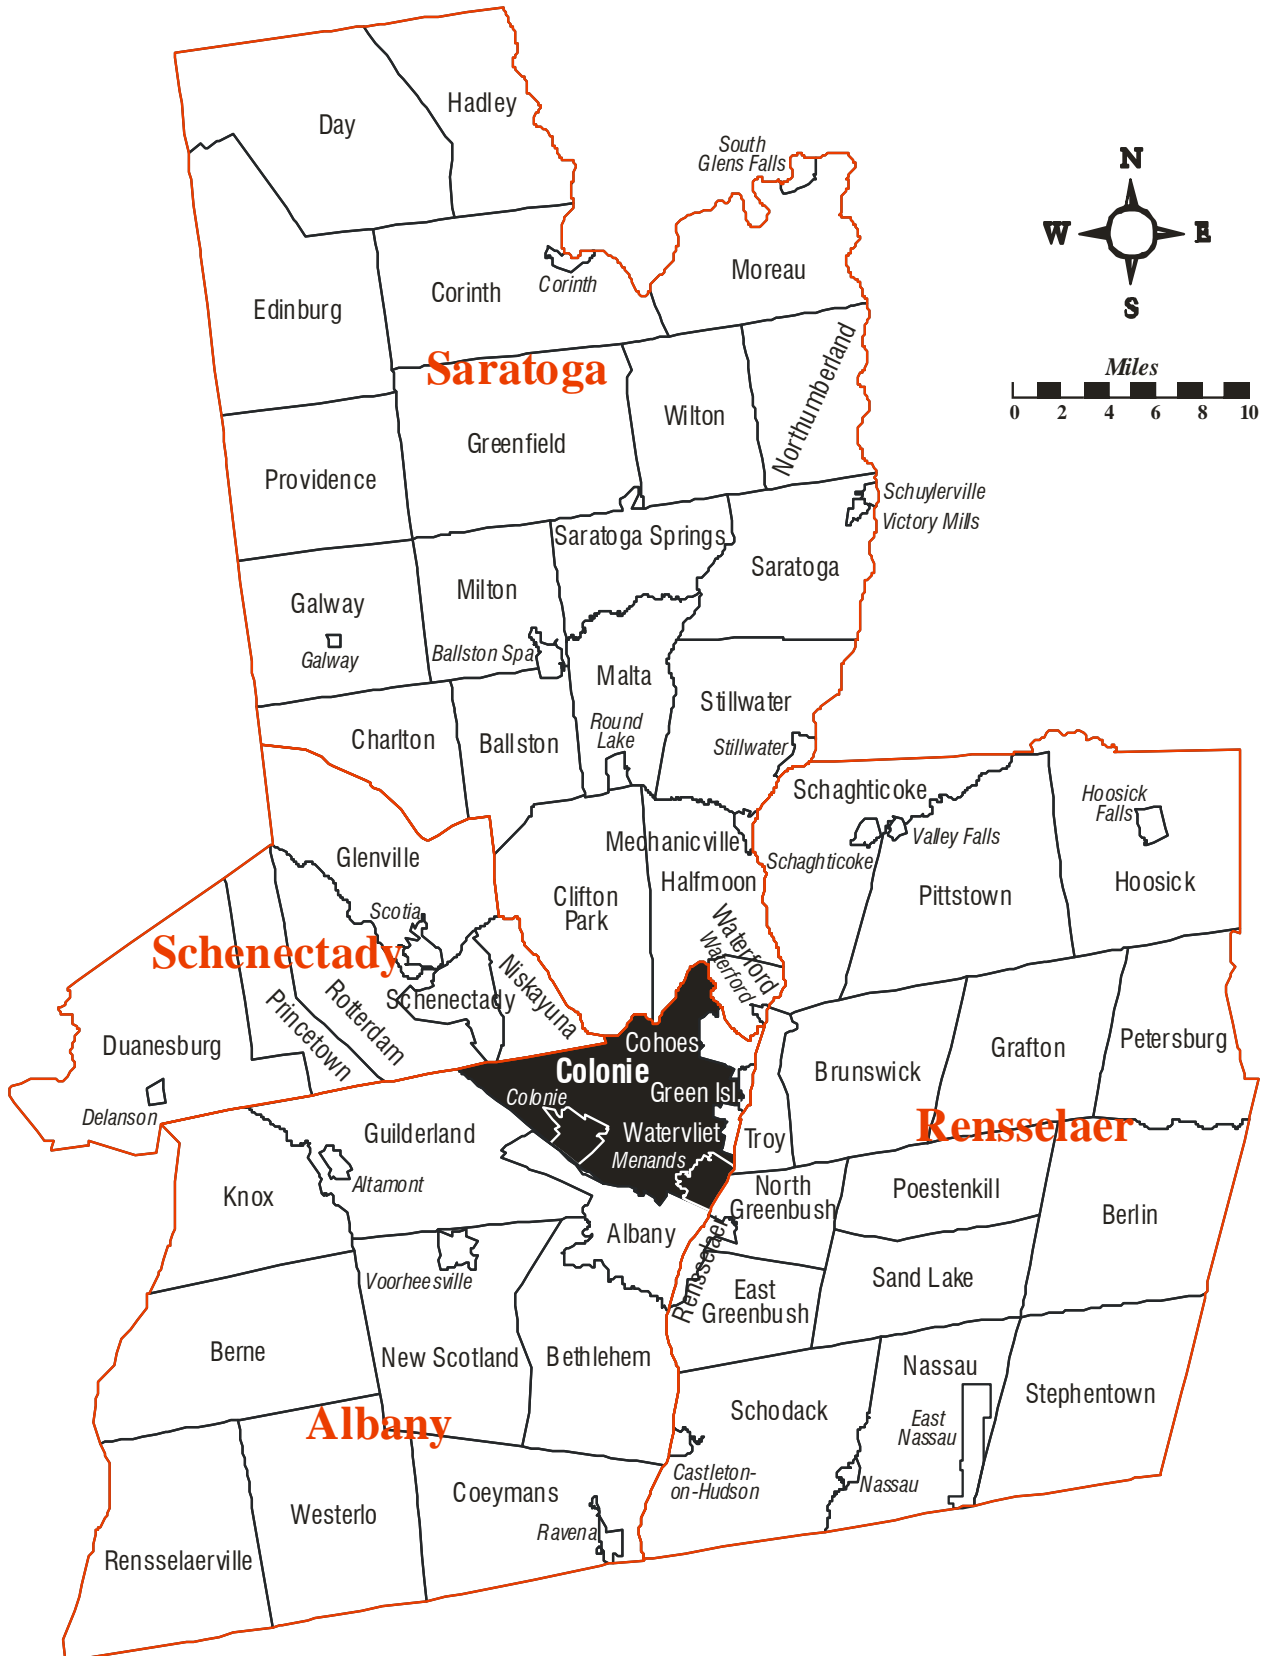 Hadley
Day
South
Glens Falls
N
W
E
S
Moreau
Corinth
Corinth
Edinburg
Saratoga
Miles
0 2 4 6 8 10
Northumberland
Wilton
Greenfield
Providence
Schuylerville
Victory Mills
Saratoga Springs
Saratoga
Milton
Galway
Galway
Ballston Spa
Malta
Stillwater
Round
Lake
Stillwater
Charlton
Ballston
Schaghticoke
Hoosick
Falls
Mechanicville
Valley Falls
Schaghticoke
Glenville
Halfmoon
Hoosick
Clifton
Park
Pittstown
Scotia
Waterford
Waterford
Schenectady
Niskayuna
Schenectady
Rotterdam
Princetown
Duanesburg
Delanson
Cohoes
Colonie
Colonie
Green Isl.
Watervliet
Menands
Troy
Brunswick
Grafton
Petersburg
Rensselaer
Guilderland
Altamont
Knox
North
Greenbush
Poestenkill
Berlin
Albany
Rensselaer
Voorheesville
Sand Lake
East
Greenbush
Berne
New Scotland
Bethlehem
Nassau
Stephentown
Schodack
East
Nassau
Albany
Castleton-
on-Hudson
Nassau
Coeymans
Ravena
Westerlo
Rensselaerville